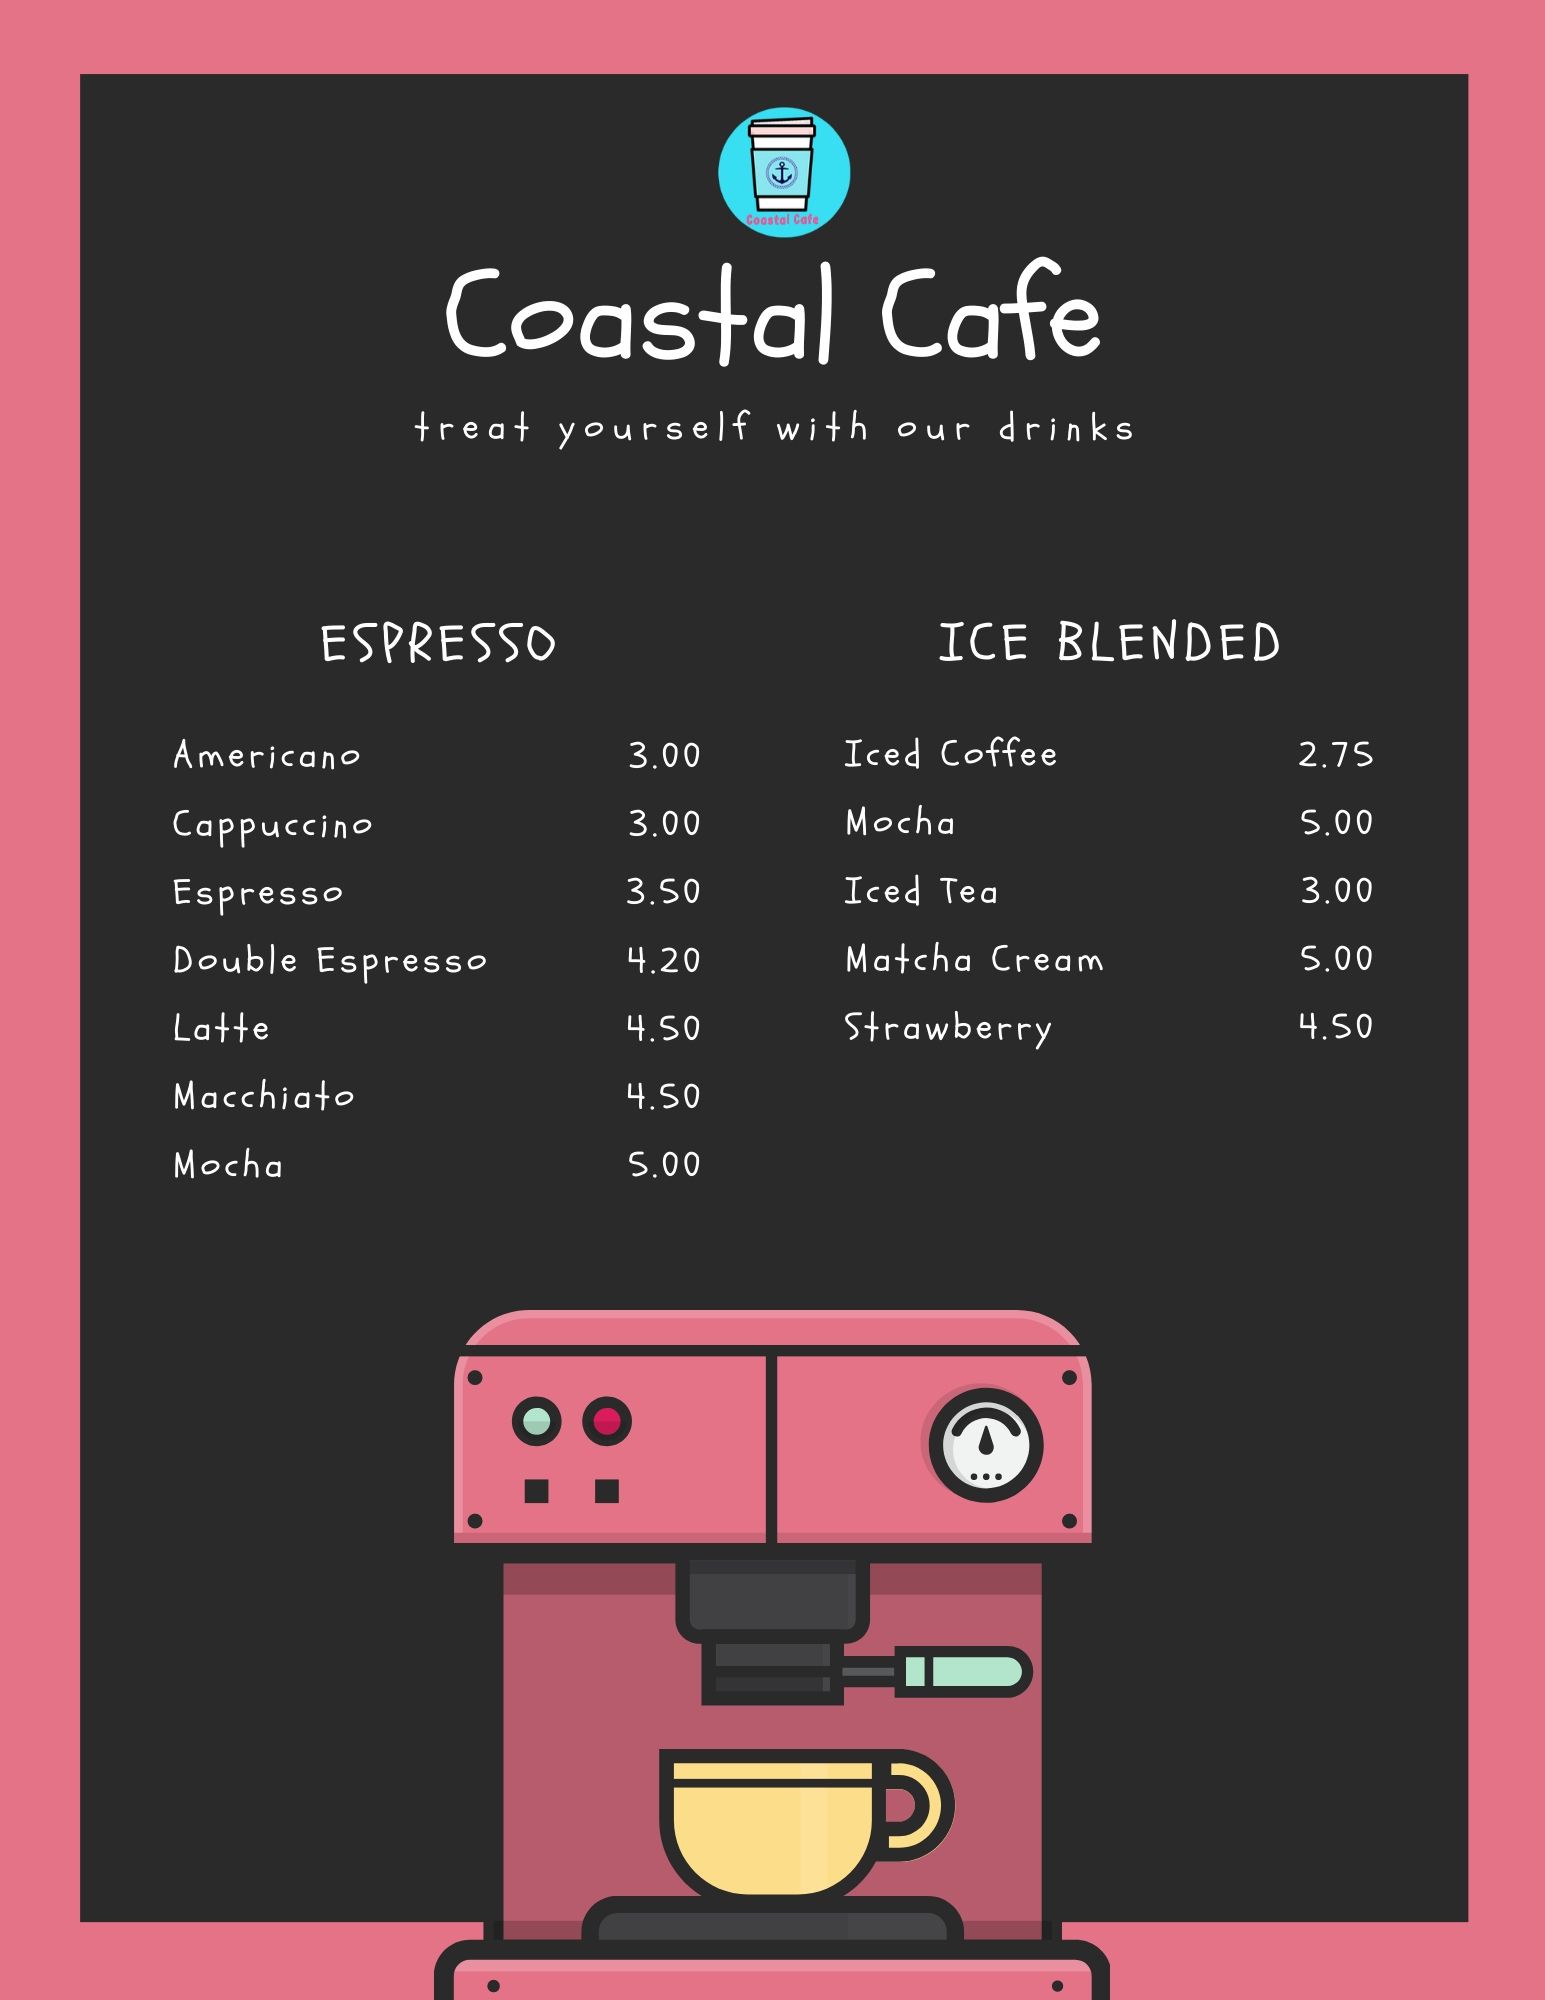 Coastal Cafe
Coastal Cafe
treat yourself with our drinks
ESPRESSO
Americano 3.00
Cappuccino 3.00
Espresso 3.50
Double Espresso 4.20
Latte 4.50
Macchiato 4.50
Mocha 5.00
ICE BLENDED
Iced Coffee 2.75
Mocha 5.00
Iced Tea 3.00
Matcha Cream 5.00
Strawberry 4.50